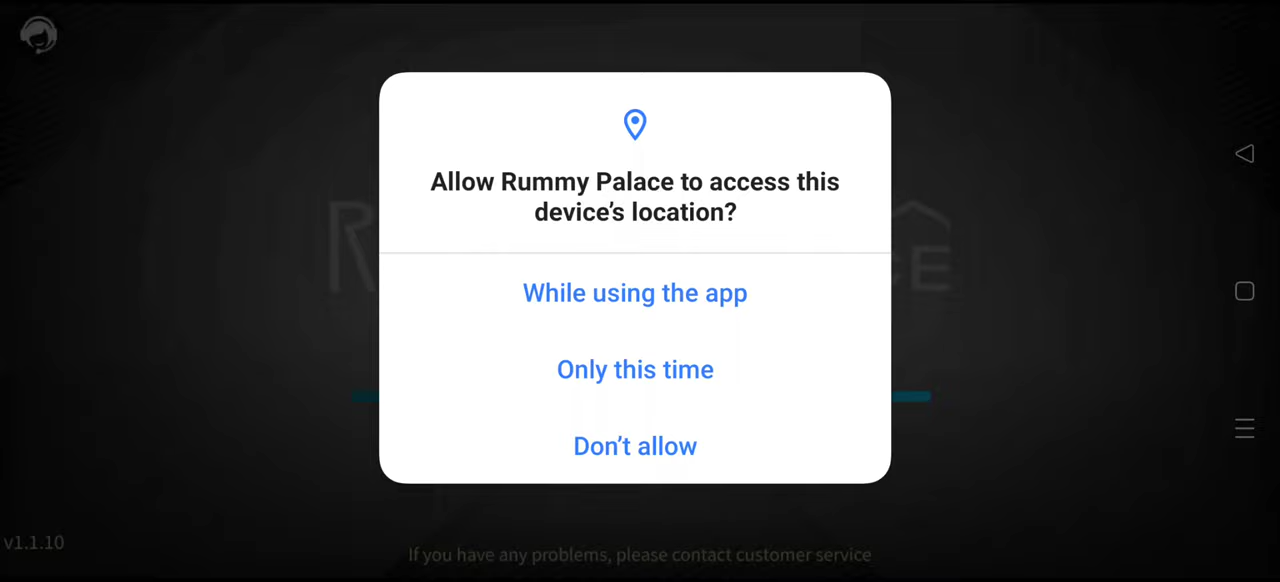 Allow Rummy Palace to access this
device's location?
While using the app
Only this time
Don't allow
v1.1.10
If you have any problems, please contact customer service